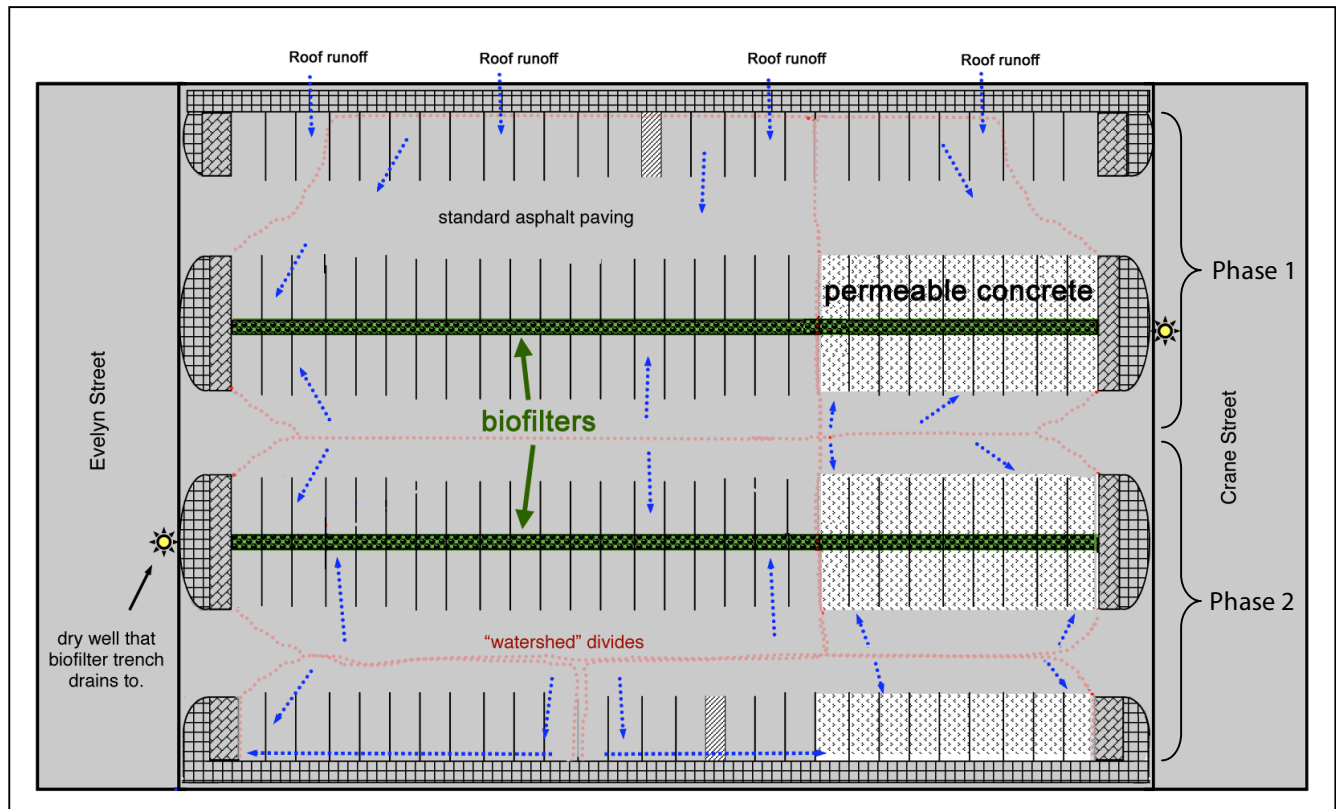 Roof runoff
Roof runoff
Roof runoff
Roof runoff
standard asphalt paving
Phase 1
permeable concrete
biofilters
Evelyn Street
Crane Street
Phase 2
dry well that
biofilter trench
drains to.
“watershed” divides